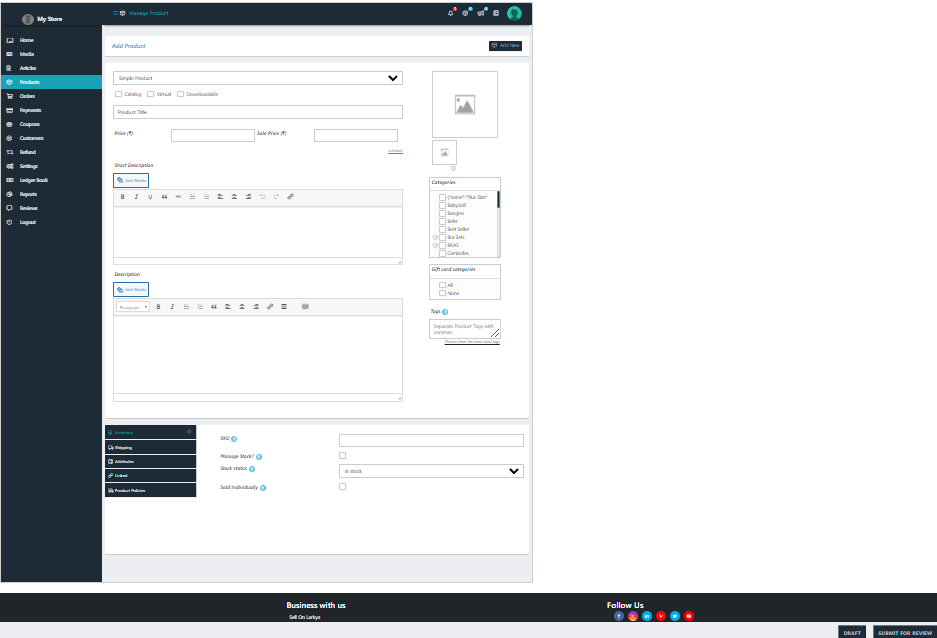 My Store
Manage Product
Home
Media
Articles
Products
Orders
Payments
Coupons
Customers
Refund
Settings
Ledger Book
Reports
Reviews
Logout
Add Product
Add New
Simple Product
Catalog Virtual Downloadable
Product Title
Price (₹) Sale Price (₹)
schedule
Short Description
Add Media
B I U
Description
Add Media
Paragraph B I
Categories
{"name":"Plus Size"
Babydoll
Bangles
Belts
Best Seller
Bra Sets
BRAS
Camisoles
Gift card categories
All
None
Tags
Separate Product Tags with
commas
Choose from the most used tags
Inventory
Shipping
Attributes
Linked
Product Policies
SKU
Manage Stock?
Stock status
In stock
Sold Individually
Business with us
Sell On Larkya
Follow Us
DRAFT
SUBMIT FOR REVIEW